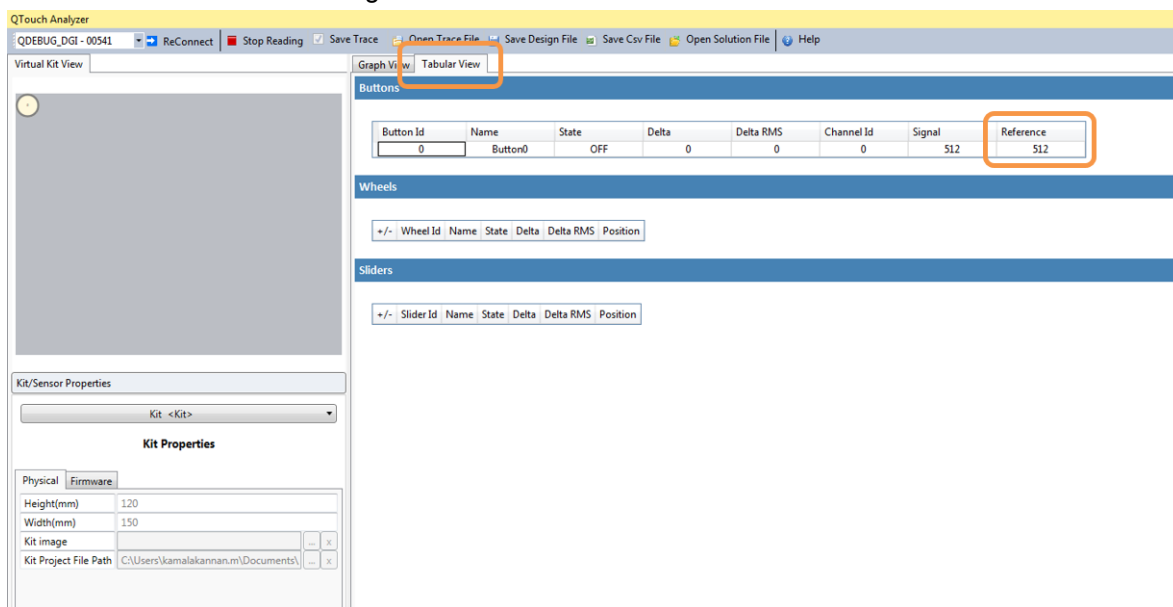 QTouch Analyzer
QDEBUG_DGI - 00541 ReConnect Stop Reading Save Trace Open Trace File Save Design File Save Csv File Open Solution File Help
Virtual Kit View
Graph View Tabular View
Buttons
Button Id Name State Delta Delta RMS Channel Id Signal Reference
0 Button0 OFF 0 0 0 512 512
Wheels
+/- Wheel Id Name State Delta Delta RMS Position
Sliders
+/- Slider Id Name State Delta Delta RMS Position
Kit/Sensor Properties
Kit <Kit>
Kit Properties
Physical Firmware
Height(mm) 120
Width(mm) 150
Kit image ... x
Kit Project File Path C:\Users\kamalakannan.m\Documents\ ... x